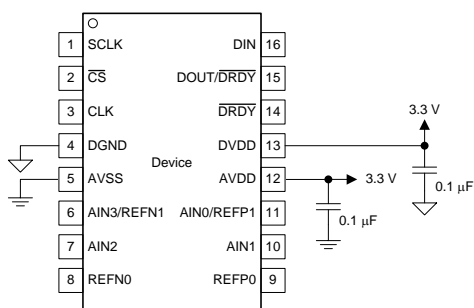 1 SCLK DIN 16
2 CS DOUT/DRDY 15
3 CLK DRDY 14
3.3 V
4 DGND DVDD 13
Device
5 AVSS AVDD 12 3.3 V
0.1 μF
6 AIN3/REFN1 AIN0/REFP1 11
0.1 μF
7 AIN2 AIN1 10
8 REFN0 REFP0 9